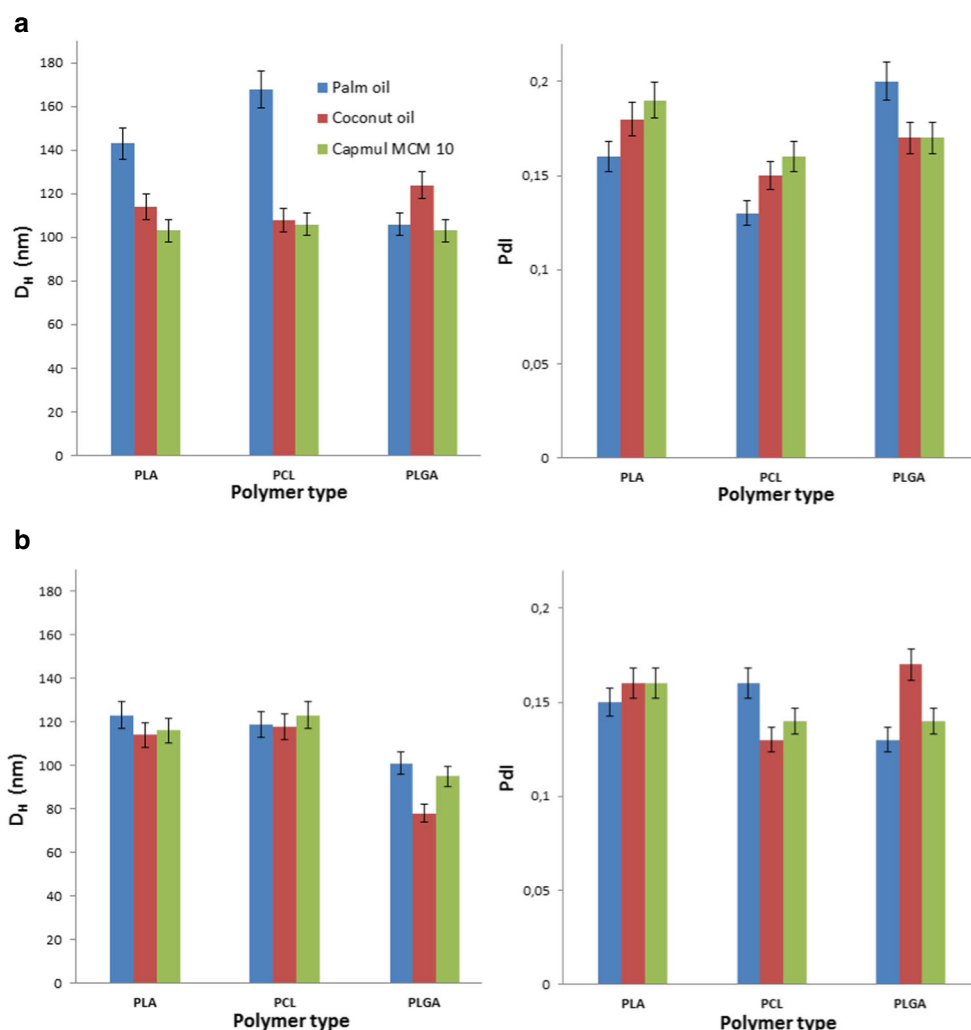 a
180
160
140
120
100
80
60
40
20
0
D_H (nm)
Palm oil
Coconut oil
Capmul MCM 10
PLA PCL PLGA
Polymer type
0,2
0,15
0,1
0,05
0
PdI
PLA PCL PLGA
Polymer type
b
180
160
140
120
100
80
60
40
20
0
D_H (nm)
PLA PCL PLGA
Polymer type
0,2
0,15
0,1
0,05
0
PdI
PLA PCL PLGA
Polymer type